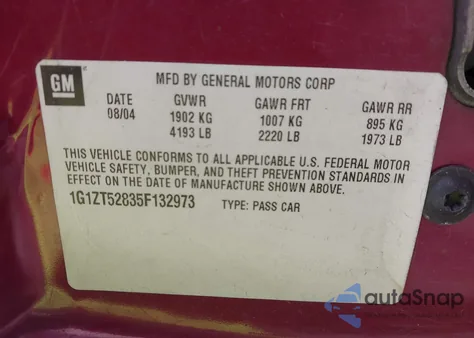 GM
MFD BY GENERAL MOTORS CORP
DATE GVWR GAWR FRT GAWR RR
08/04 1902 KG 1007 KG 895 KG
4193 LB 2220 LB 1973 LB
THIS VEHICLE CONFORMS TO ALL APPLICABLE U.S. FEDERAL MOTOR
VEHICLE SAFETY, BUMPER, AND THEFT PREVENTION STANDARDS IN
EFFECT ON THE DATE OF MANUFACTURE SHOWN ABOVE.
1G1ZT52835F132973 TYPE: PASS CAR
autoSnap